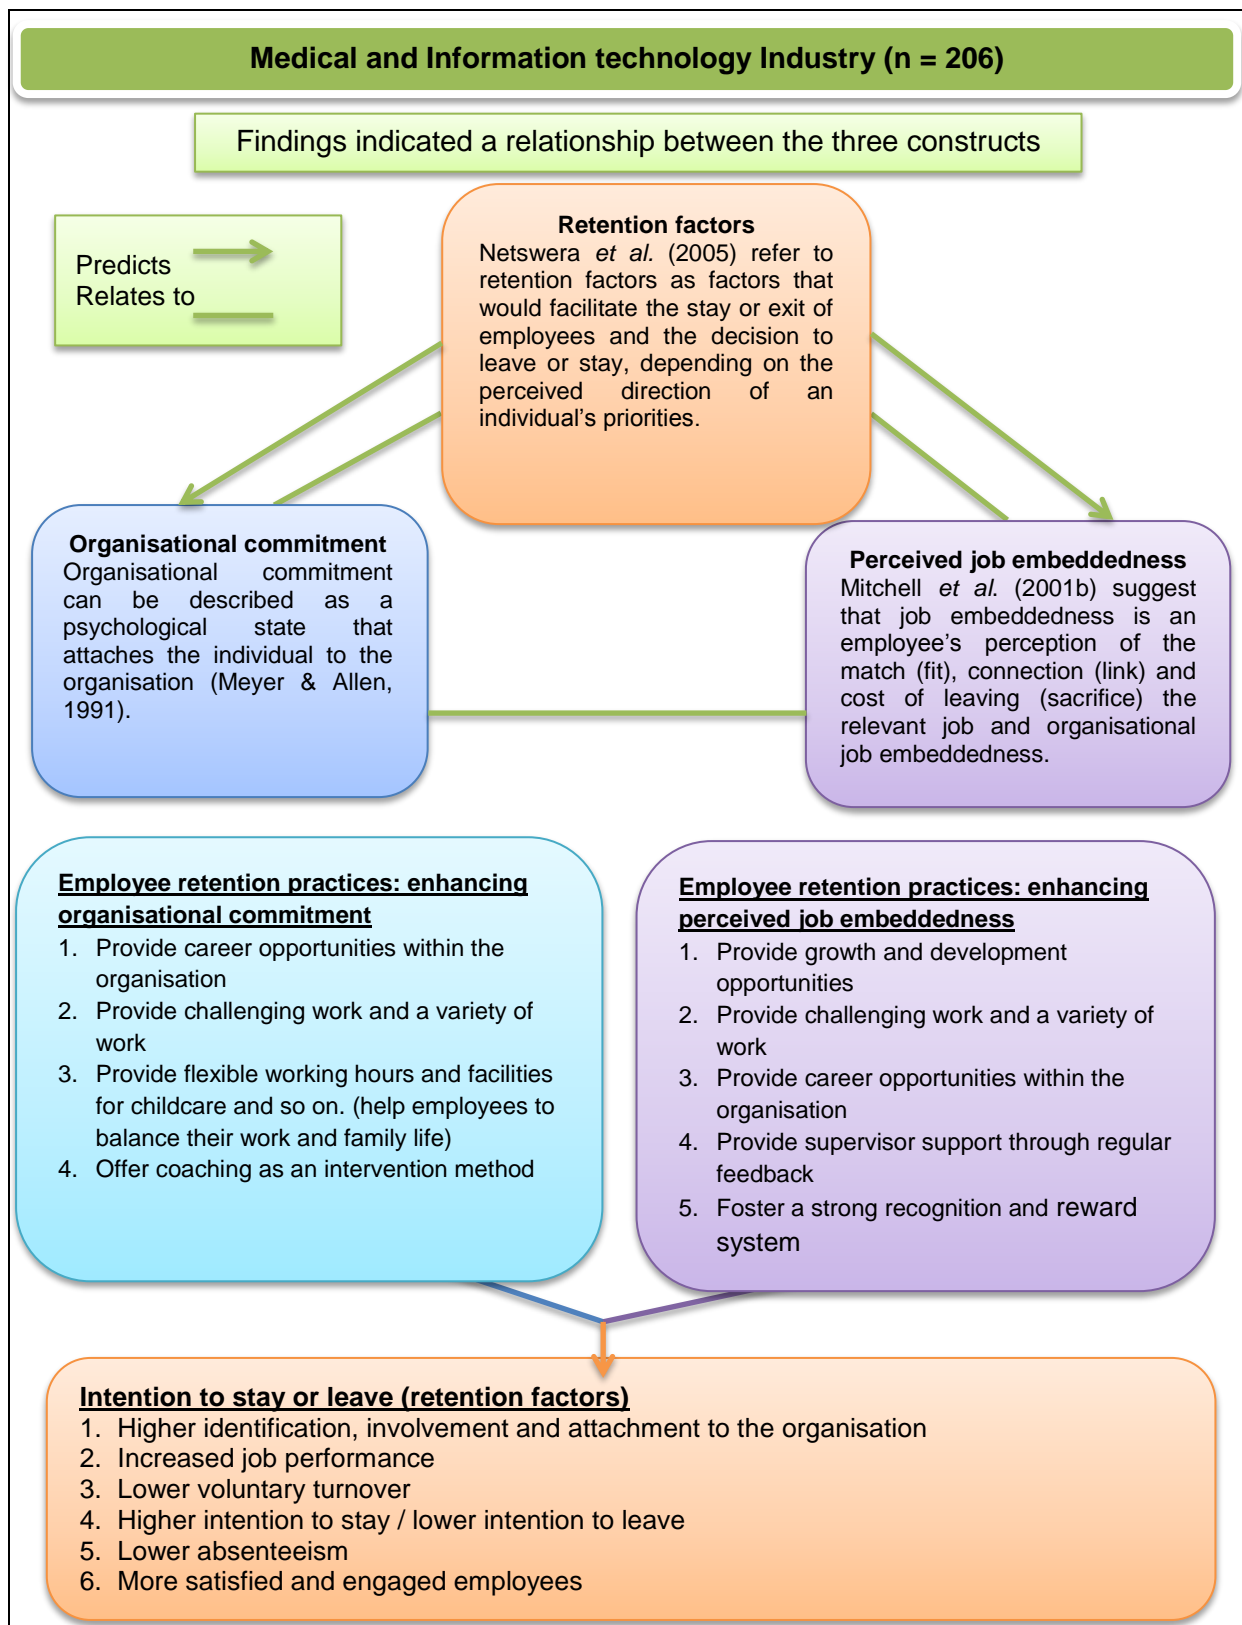 Medical and Information technology Industry (n = 206)
Findings indicated a relationship between the three constructs
Predicts
Relates to
Retention factors
Netswera et al. (2005) refer to
retention factors as factors that
would facilitate the stay or exit of
employees and the decision to
leave or stay, depending on the
perceived direction of an
individual's priorities.
Organisational commitment
Organisational commitment
can be described as a
psychological state that
attaches the individual to the
organisation (Meyer & Allen,
1991).
Perceived job embeddedness
Mitchell et al. (2001b) suggest
that job embeddedness is an
employee's perception of the
match (fit), connection (link) and
cost of leaving (sacrifice) the
relevant job and organisational
job embeddedness.
Employee retention practices: enhancing
organisational commitment
1. Provide career opportunities within the
organisation
2. Provide challenging work and a variety of
work
3. Provide flexible working hours and facilities
for childcare and so on. (help employees to
balance their work and family life)
4. Offer coaching as an intervention method
Employee retention practices: enhancing
perceived job embeddedness
1. Provide growth and development
opportunities
2. Provide challenging work and a variety of
work
3. Provide career opportunities within the
organisation
4. Provide supervisor support through regular
feedback
5. Foster a strong recognition and reward
system
Intention to stay or leave (retention factors)
1. Higher identification, involvement and attachment to the organisation
2. Increased job performance
3. Lower voluntary turnover
4. Higher intention to stay / lower intention to leave
5. Lower absenteeism
6. More satisfied and engaged employees